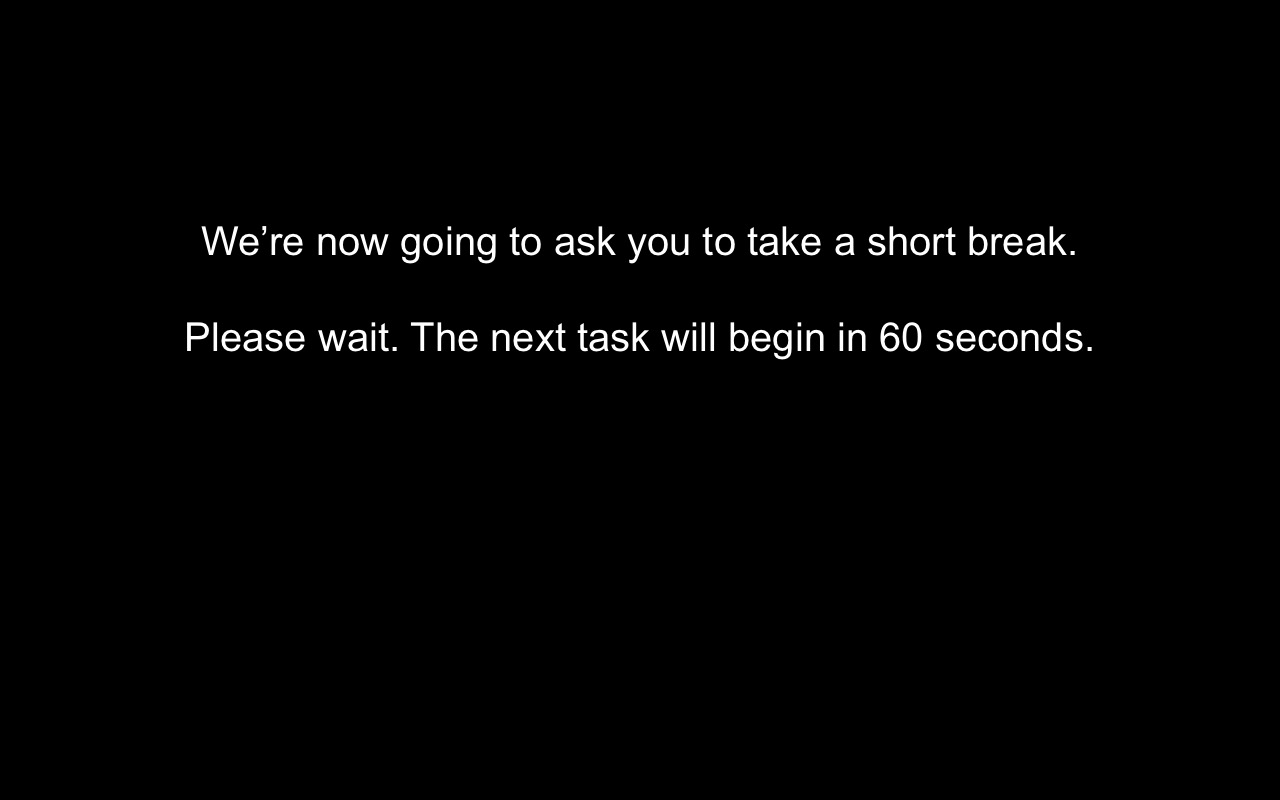 We’re now going to ask you to take a short break.
Please wait. The next task will begin in 60 seconds.